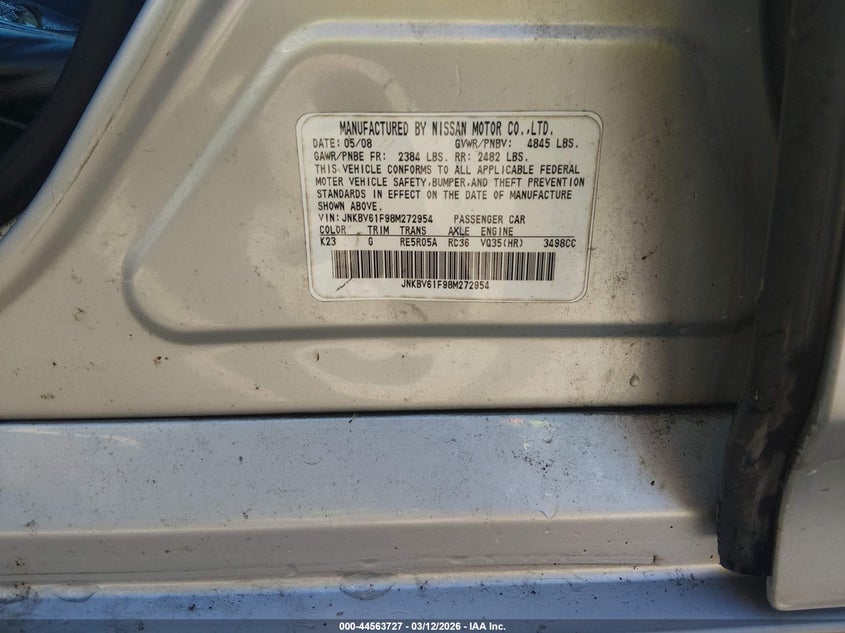 MANUFACTURED BY NISSAN MOTOR CO.,LTD.
DATE: 05/08 GVWR/PNBV: 4845 LBS.
GAWR/PNBE FR: 2384 LBS. RR: 2482 LBS.
THIS VEHICLE CONFORMS TO ALL APPLICABLE FEDERAL
MOTOR VEHICLE SAFETY,BUMPER,AND THEFT PREVENTION
STANDARDS IN EFFECT ON THE DATE OF MANUFACTURE
SHOWN ABOVE.
VIN: JNKBV61F98M272954 PASSENGER CAR
COLOR TRIM TRANS AXLE ENGINE
K23 G RE5R05A RC36 VQ35(HR) 3498CC
JNKBV61F98M272954
000-44563727 - 03/12/2026 - IAA Inc.